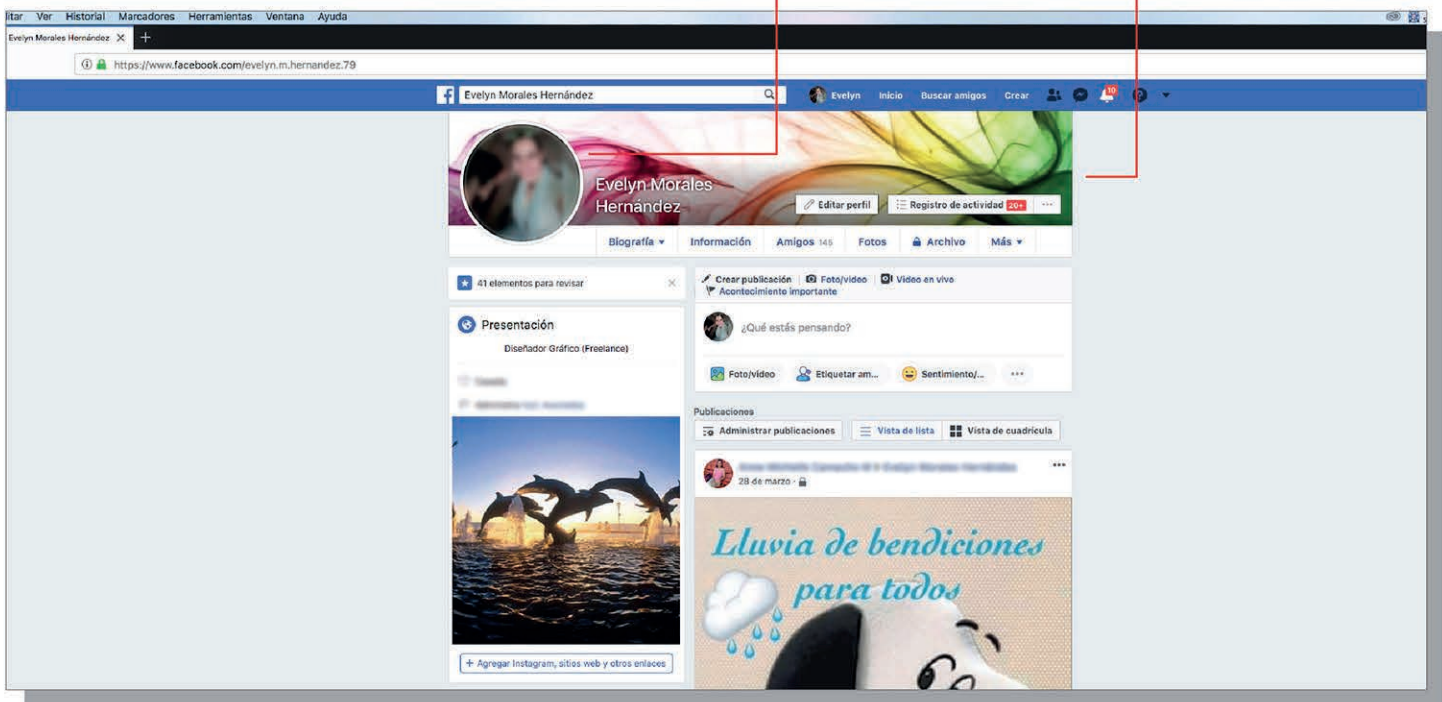 itar Ver Historial Marcadores Herramientas Ventana Ayuda
Evelyn Morales Hernández
https://www.facebook.com/evelyn.m.hernandez.79
Evelyn Morales Hernández
Evelyn Inicio Buscar amigos Crear 10
Evelyn Morales
Hernández
Editar perfil Registro de actividad 20+
Biografía Información Amigos 145 Fotos Archivo Más
41 elementos para revisar
Crear publicación Foto/video Video en vivo
Acontecimiento importante
Presentación
Diseñador Gráfico (Freelance)
¿Qué estás pensando?
Foto/video Etiquetar am... Sentimiento/...
Publicaciones
Administrar publicaciones Vista de lista Vista de cuadrícula
28 de marzo
Lluvia de bendiciones
para todos
+ Agregar Instagram, sitios web y otros enlaces